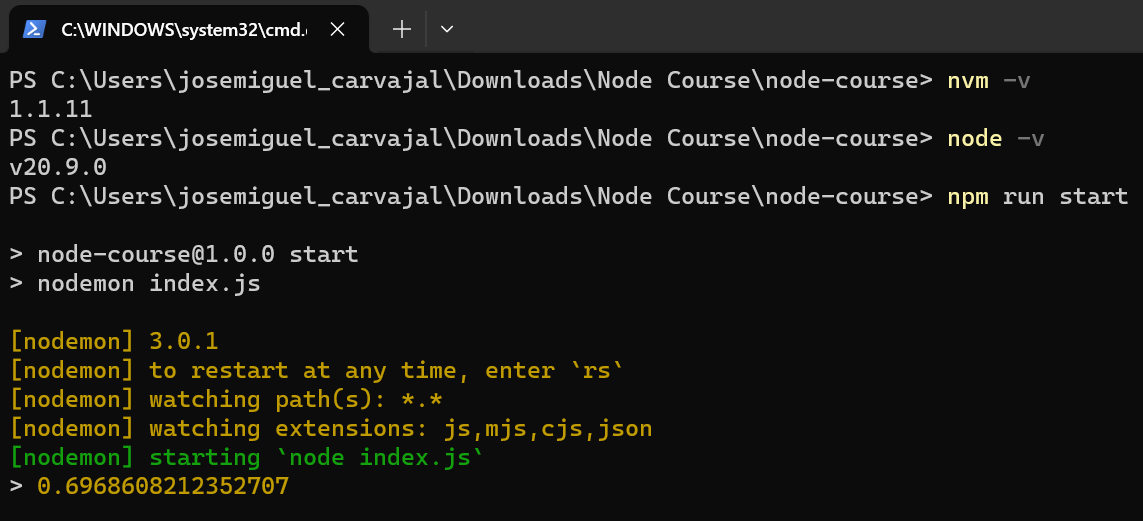 C:\WINDOWS\system32\cmd.
PS C:\Users\josemiguel_carvajal\Downloads\Node Course\node-course> nvm -v
1.1.11
PS C:\Users\josemiguel_carvajal\Downloads\Node Course\node-course> node -v
v20.9.0
PS C:\Users\josemiguel_carvajal\Downloads\Node Course\node-course> npm run start
> node-course@1.0.0 start
> nodemon index.js
[nodemon] 3.0.1
[nodemon] to restart at any time, enter `rs`
[nodemon] watching path(s): *.*
[nodemon] watching extensions: js,mjs,cjs,json
[nodemon] starting `node index.js`
> 0.6968608212352707